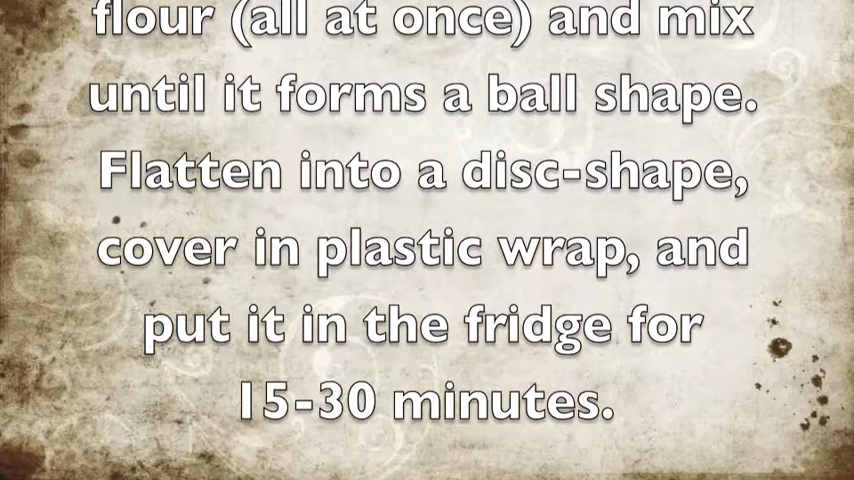 flour (all at once) and mix
until it forms a ball shape.
Flatten into a disc-shape,
cover in plastic wrap, and
put it in the fridge for
15-30 minutes.